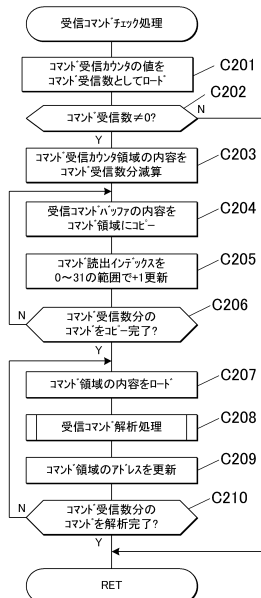 受信コマンドチェック処理
C201
コマンド受信カウンタの値を
コマンド受信数としてロード
C202
コマンド受信数≠0?
N
Y
C203
コマンド受信カウンタ領域の内容を
コマンド受信数分減算
C204
受信コマンドバッファの内容を
コマンド領域にコピー
C205
コマンド読出インデックスを
0~31の範囲で+1更新
C206
コマンド受信数分の
コマンドをコピー完了?
N
Y
C207
コマンド領域の内容をロード
C208
受信コマンド解析処理
C209
コマンド領域のアドレスを更新
C210
コマンド受信数分の
コマンドを解析完了?
N
Y
RET